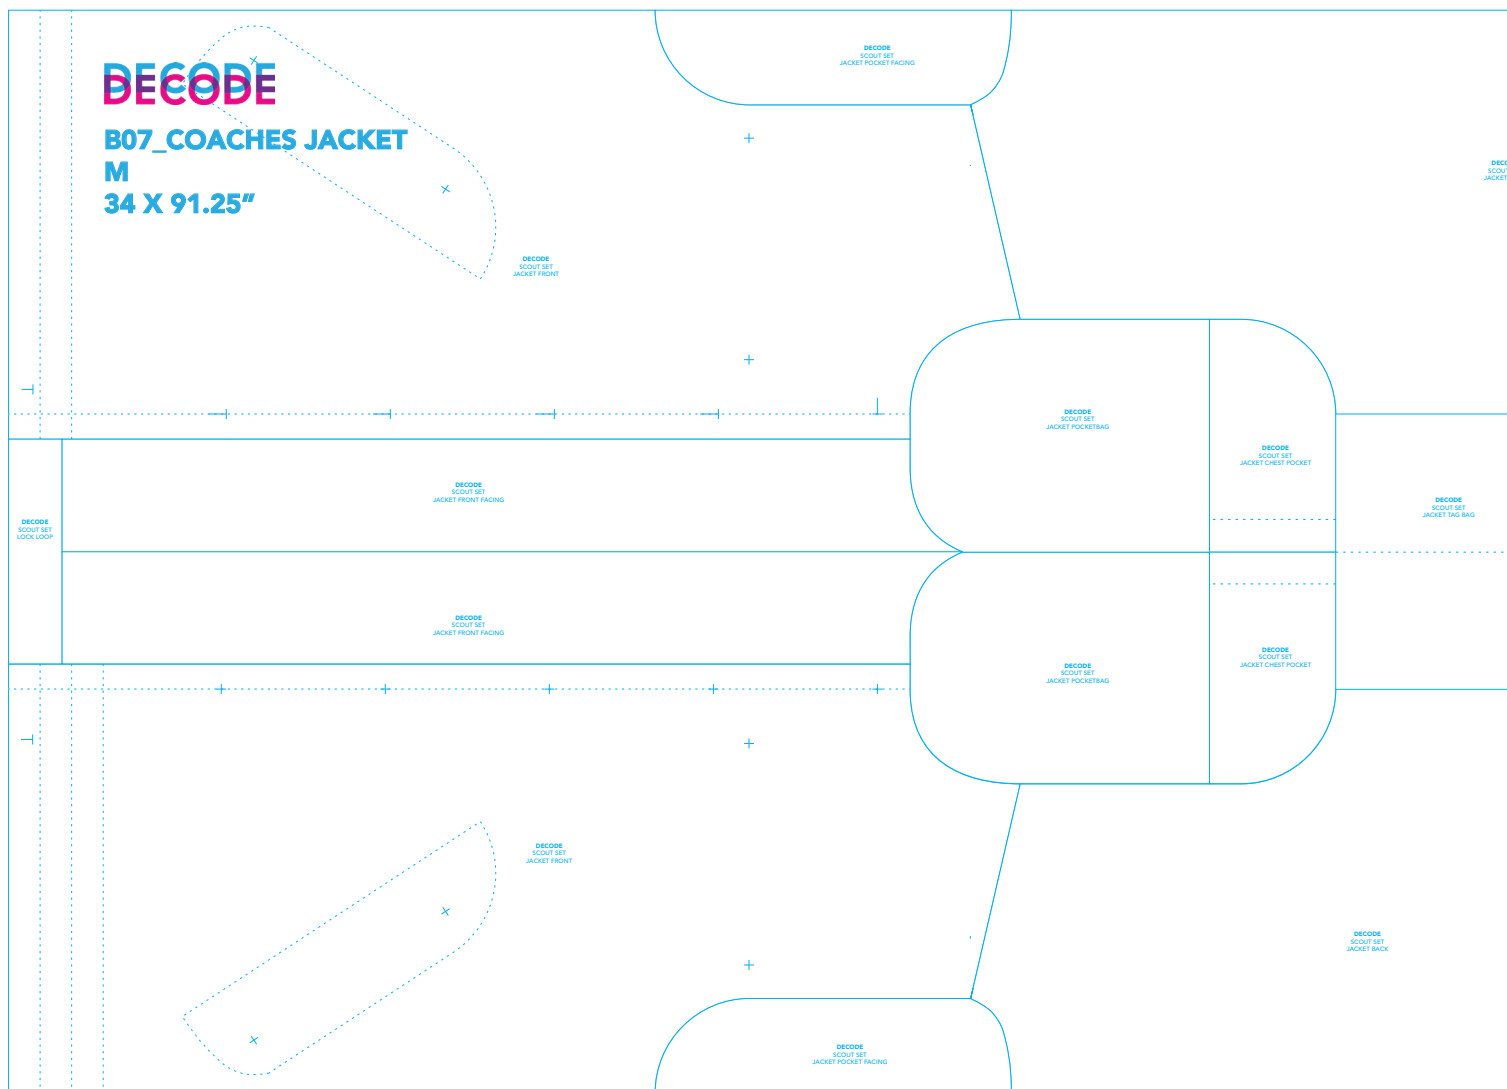 DECODE
B07_COACHES JACKET
M
34 X 91.25”
DECODE
SCOUT SET
JACKET POCKET FACING
DECODE
SCOUT SET
JACKET FRONT
DECODE
SCOUT SET
JACKET POCKETBAG
DECODE
SCOUT SET
JACKET CHEST POCKET
DECODE
SCOUT SET
JACKET FRONT FACING
DECODE
SCOUT SET
JACKET TAG BAG
DECODE
SCOUT SET
LOCK LOOP
DECODE
SCOUT SET
JACKET FRONT FACING
DECODE
SCOUT SET
JACKET CHEST POCKET
DECODE
SCOUT SET
JACKET POCKETBAG
DECODE
SCOUT SET
JACKET FRONT
DECODE
SCOUT SET
JACKET BACK
DECODE
SCOUT SET
JACKET POCKET FACING